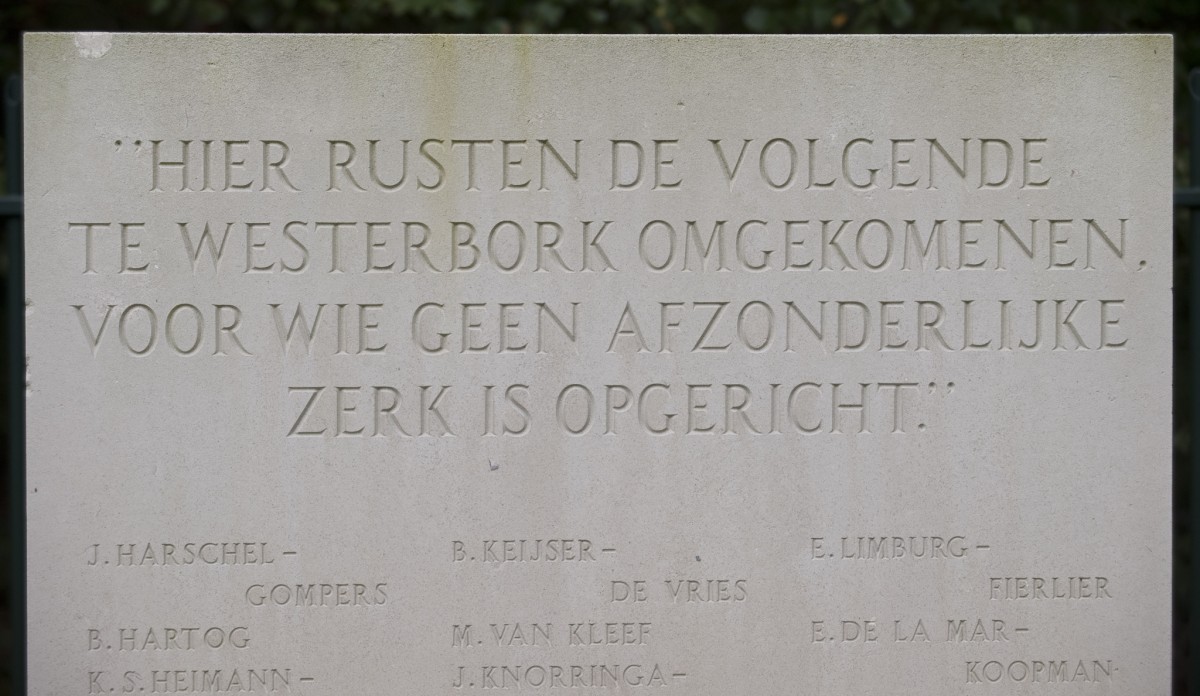 ”HIER RUSTEN DE VOLGENDE
TE WESTERBORK OMGEKOMENEN,
VOOR WIE GEEN AFZONDERLIJKE
ZERK IS OPGERICHT.”
J. HARSCHEL –
GOMPERS
B. HARTOG
K. S. HEIMANN –
B. KEIJSER –
DE VRIES
M. VAN KLEEF
J. KNORRINGA –
E. LIMBURG –
FIERLIER
E. DE LA MAR –
KOOPMAN